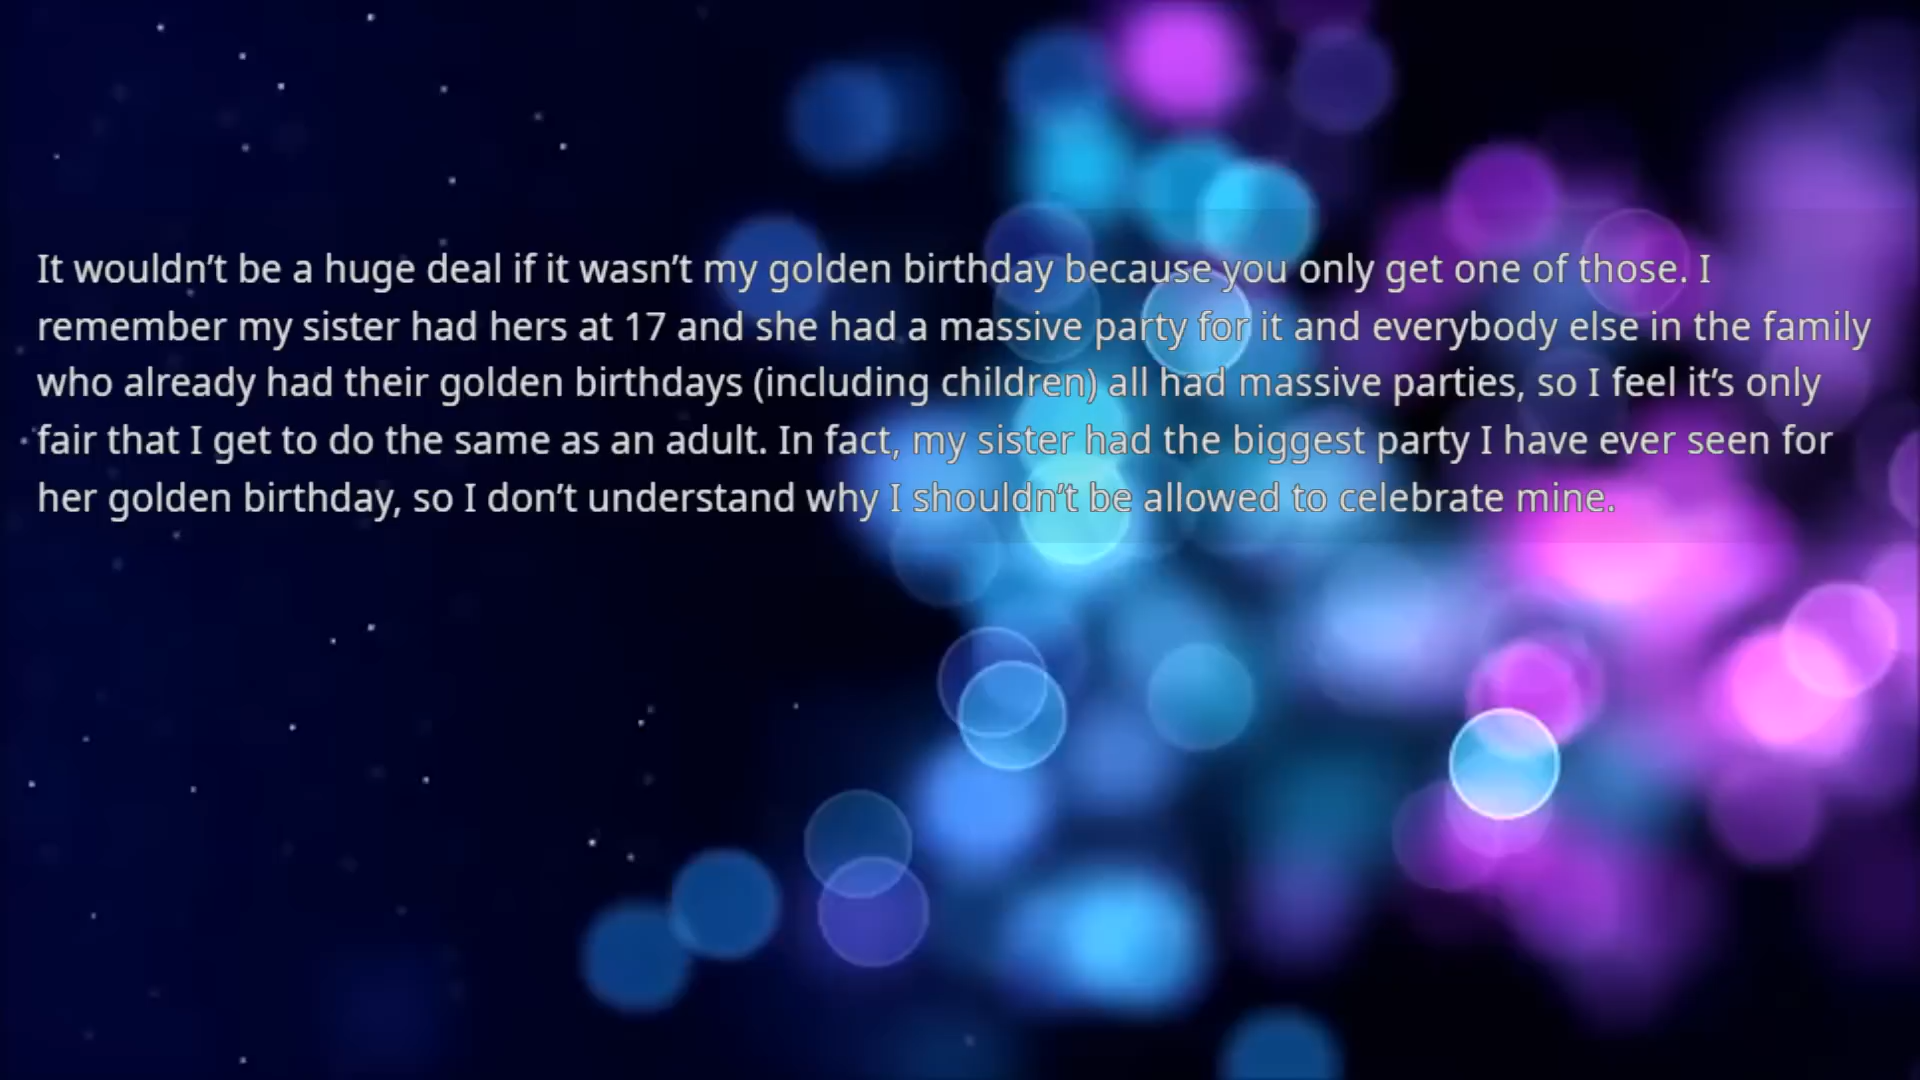 It wouldn’t be a huge deal if it wasn’t my golden birthday because you only get one of those. I
remember my sister had hers at 17 and she had a massive party for it and everybody else in the family
who already had their golden birthdays (including children) all had massive parties, so I feel it’s only
fair that I get to do the same as an adult. In fact, my sister had the biggest party I have ever seen for
her golden birthday, so I don’t understand why I shouldn’t be allowed to celebrate mine.